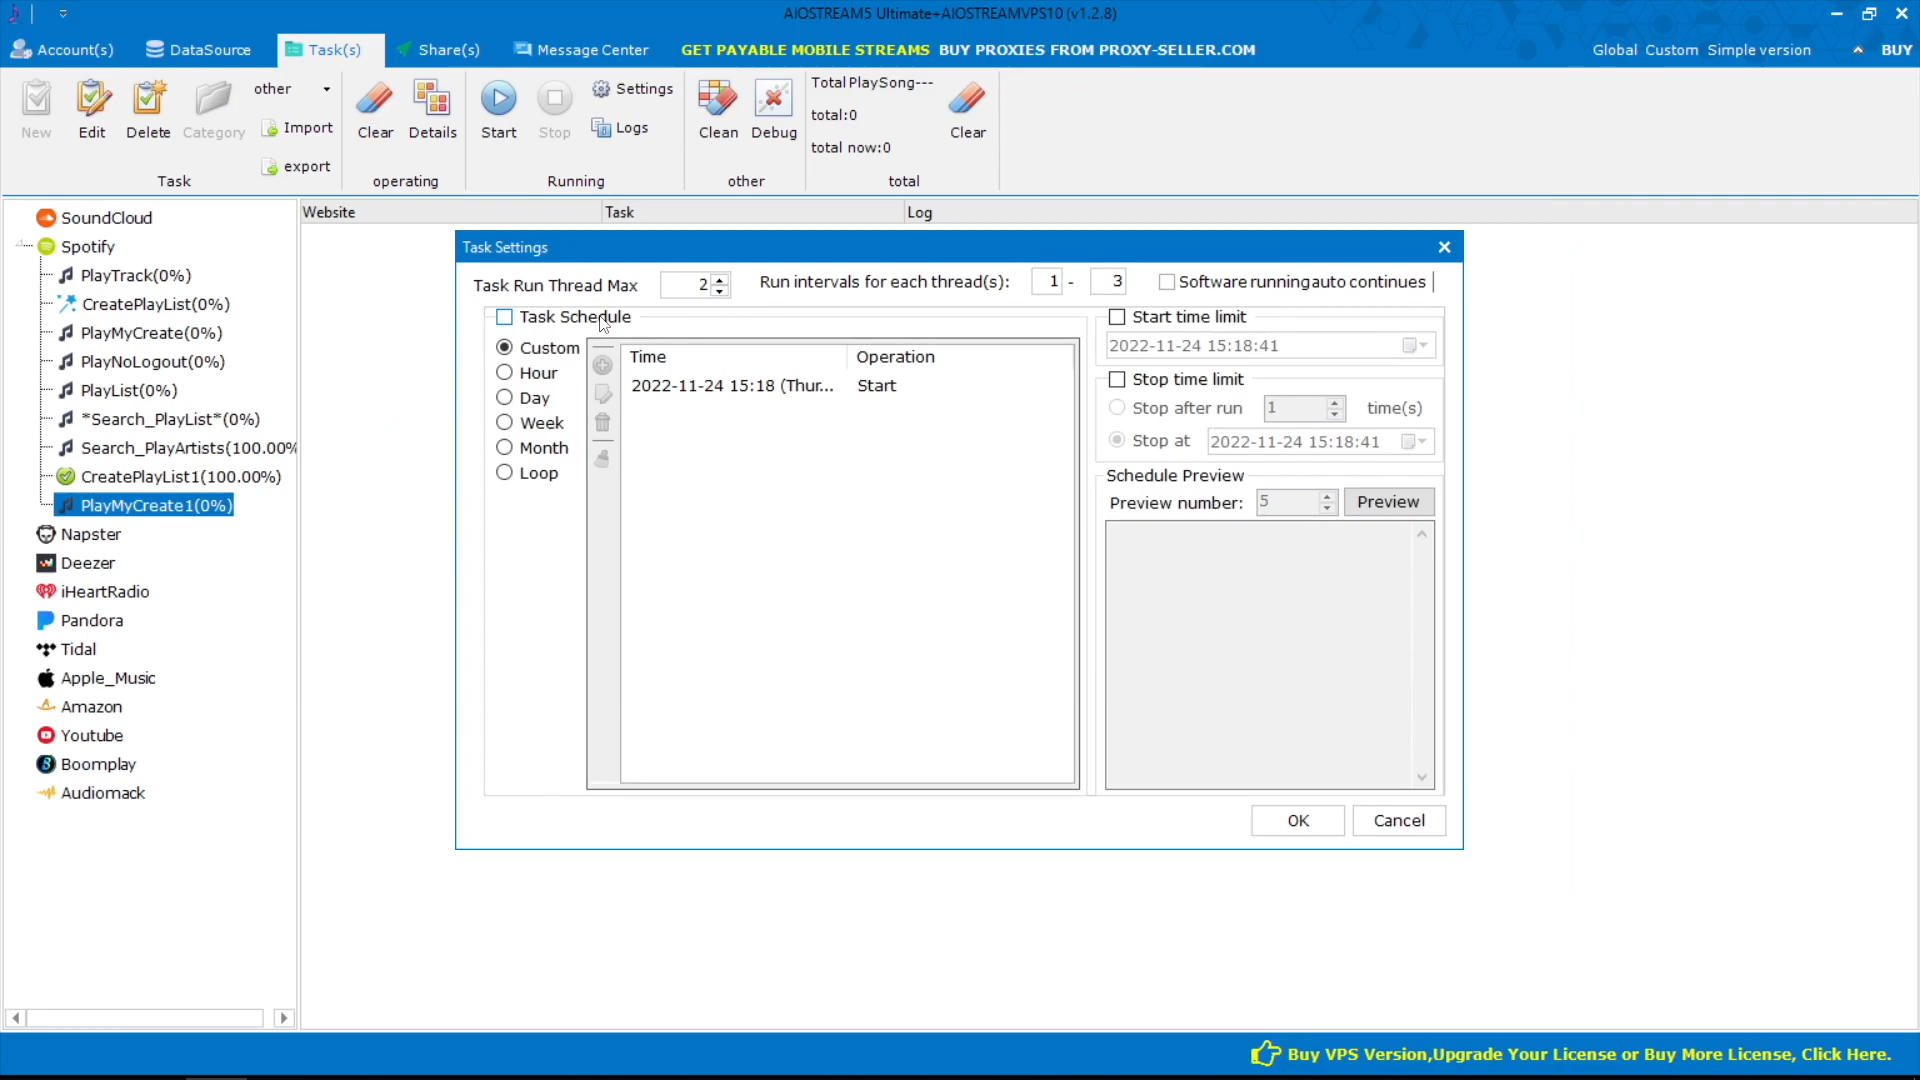 AIOSTREAM5 Ultimate+AIOSTREAMVPS10 (v1.2.8)
Account(s) DataSource Task(s) Share(s) Message Center GET PAYABLE MOBILE STREAMS BUY PROXIES FROM PROXY-SELLER.COM Global Custom Simple version BUY
New Edit Delete Category other Import export
Task
Clear Details
operating
Start Stop Settings Logs
Running
Clean Debug
other
Total PlaySong---
total:0
total now:0
Clear
total
SoundCloud
Spotify
PlayTrack(0%)
CreatePlayList(0%)
PlayMyCreate(0%)
PlayNoLogout(0%)
PlayList(0%)
*Search_PlayList*(0%)
Search_PlayArtists(100.00%
CreatePlayList1(100.00%)
PlayMyCreate1(0%)
Napster
Deezer
iHeartRadio
Pandora
Tidal
Apple_Music
Amazon
Youtube
Boomplay
Audiomack
Website Task Log
Task Settings
Task Run Thread Max 2 Run intervals for each thread(s): 1 - 3 Software runningauto continues
Task Schedule
Custom
Hour
Day
Week
Month
Loop
Time Operation
2022-11-24 15:18 (Thur... Start
Start time limit
2022-11-24 15:18:41
Stop time limit
Stop after run 1 time(s)
Stop at 2022-11-24 15:18:41
Schedule Preview
Preview number: 5 Preview
OK Cancel
Buy VPS Version,Upgrade Your License or Buy More License, Click Here.